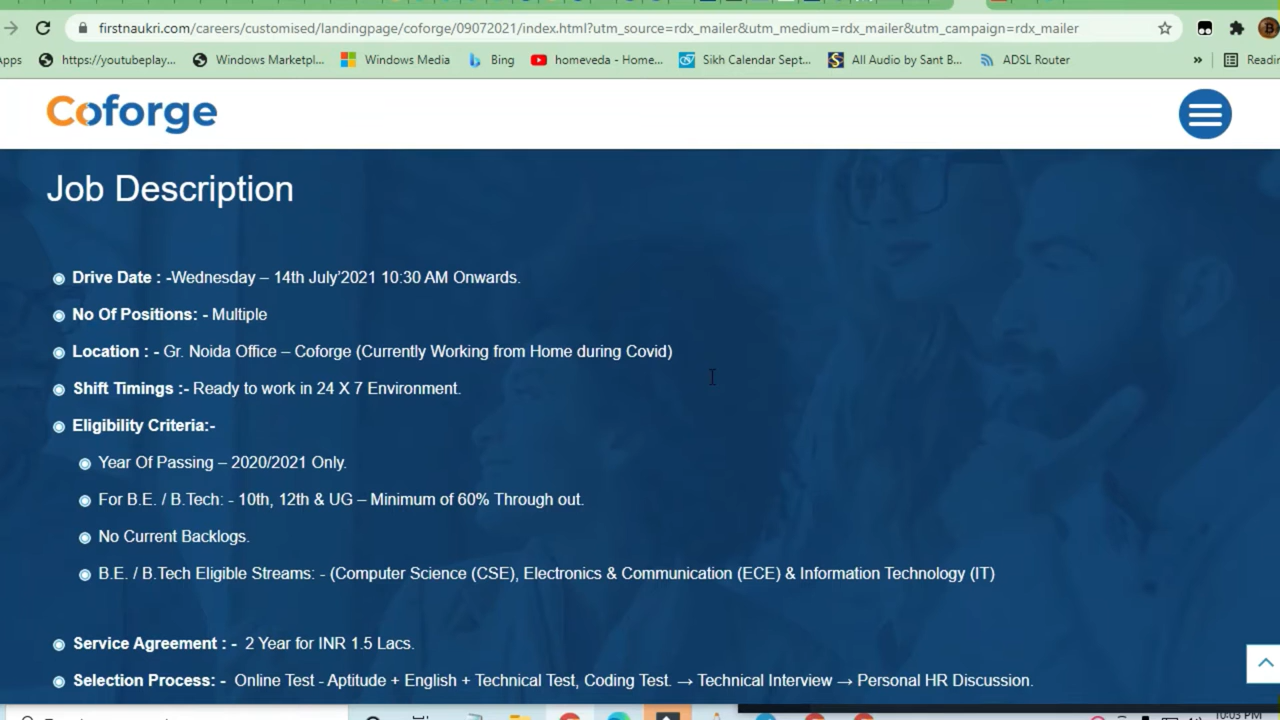 firstnaukri.com/careers/customised/landingpage/coforge/09072021/index.html?utm_source=rdx_mailer&utm_medium=rdx_mailer&utm_campaign=rdx_mailer
https://youtubeplay... Windows Marketpl... Windows Media Bing homeveda - Home... Sikh Calendar Sept... All Audio by Sant B... ADSL Router »
Coforge
Job Description
Drive Date : -Wednesday – 14th July'2021 10:30 AM Onwards.
No Of Positions: - Multiple
Location : - Gr. Noida Office – Coforge (Currently Working from Home during Covid)
Shift Timings :- Ready to work in 24 X 7 Environment.
Eligibility Criteria:-
Year Of Passing – 2020/2021 Only.
For B.E. / B.Tech: - 10th, 12th & UG – Minimum of 60% Through out.
No Current Backlogs.
B.E. / B.Tech Eligible Streams: - (Computer Science (CSE), Electronics & Communication (ECE) & Information Technology (IT)
Service Agreement : - 2 Year for INR 1.5 Lacs.
Selection Process: - Online Test - Aptitude + English + Technical Test, Coding Test. → Technical Interview → Personal HR Discussion.
10:03 PM